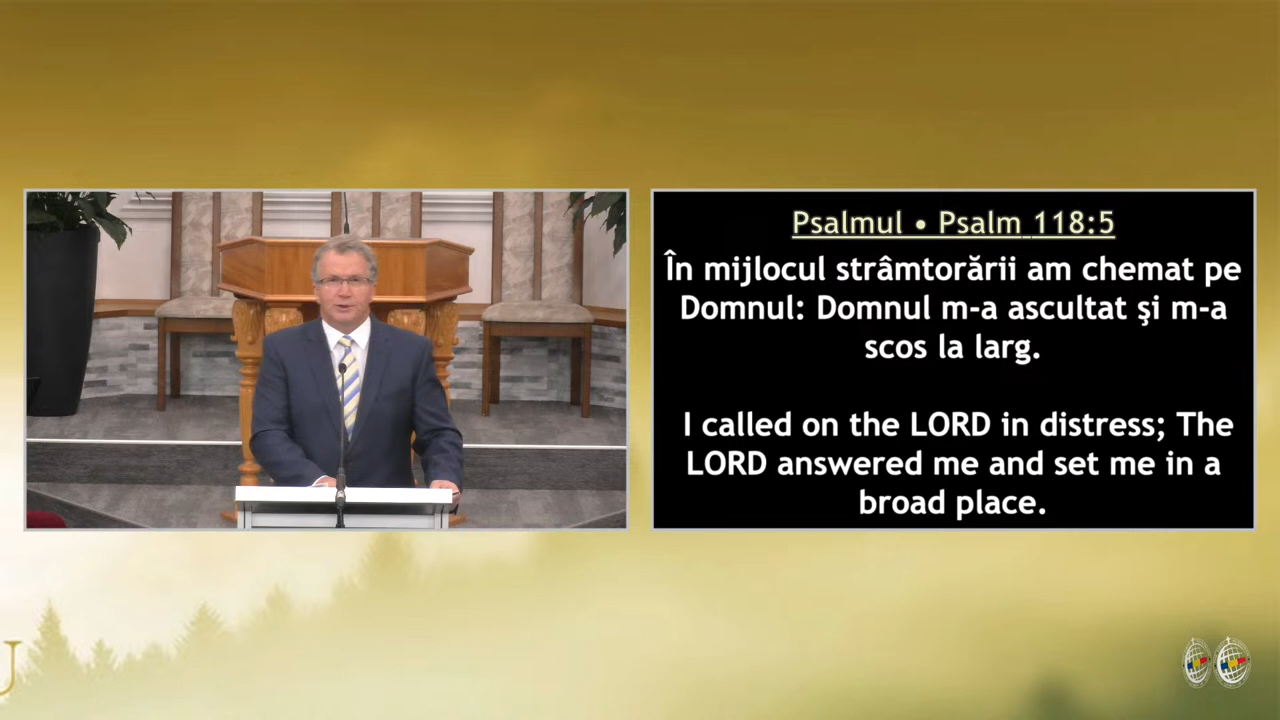 Psalmul • Psalm 118:5
În mijlocul strâmtorării am chemat pe
Domnul: Domnul m-a ascultat şi m-a
scos la larg.
I called on the LORD in distress; The
LORD answered me and set me in a
broad place.